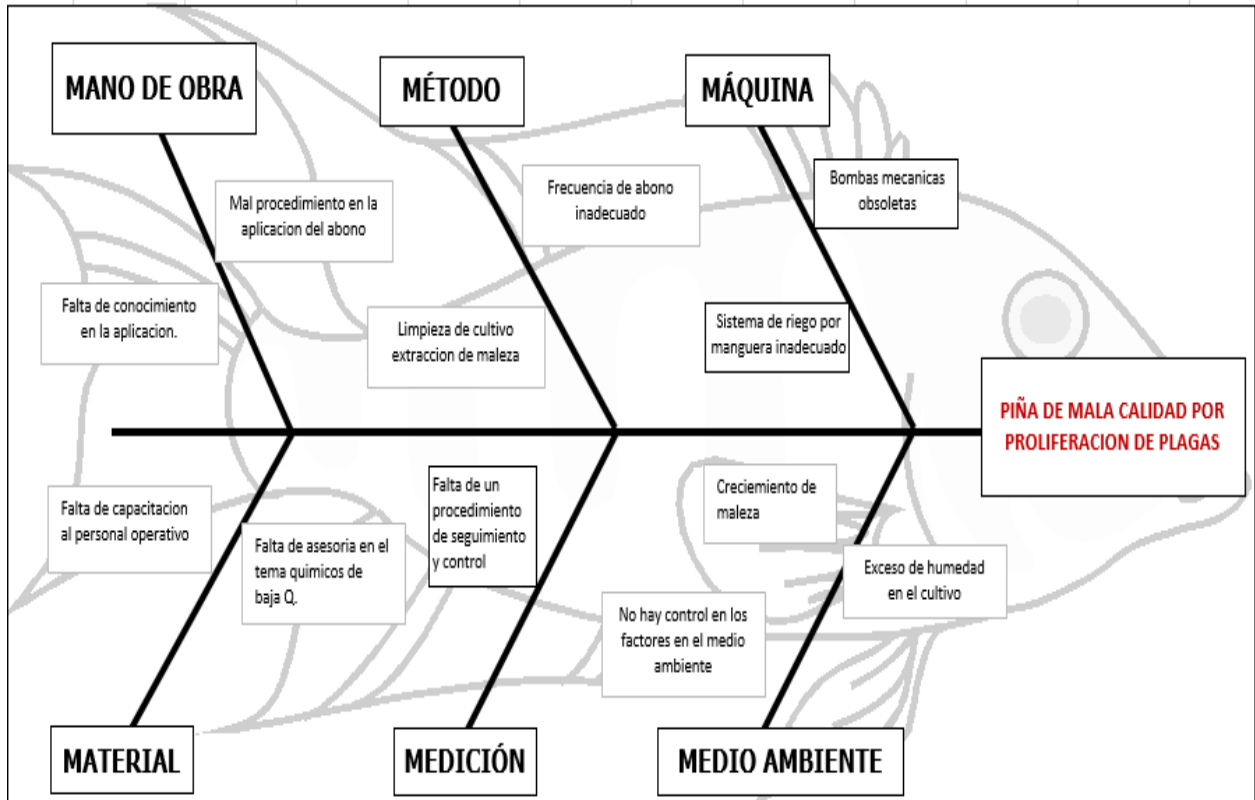 MANO DE OBRA
MÉTODO
MÁQUINA
Mal procedimiento en la
aplicacion del abono
Falta de conocimiento
en la aplicacion.
Frecuencia de abono
inadecuado
Limpieza de cultivo
extraccion de maleza
Bombas mecanicas
obsoletas
Sistema de riego por
manguera inadecuado
PIÑA DE MALA CALIDAD POR
PROLIFERACION DE PLAGAS
Falta de capacitacion
al personal operativo
Falta de asesoria en el
tema quimicos de
baja Q.
Falta de un
procedimiento
de seguimiento
y control
Creciemiento de
maleza
Exceso de humedad
en el cultivo
No hay control en los
factores en el medio
ambiente
MATERIAL
MEDICIÓN
MEDIO AMBIENTE